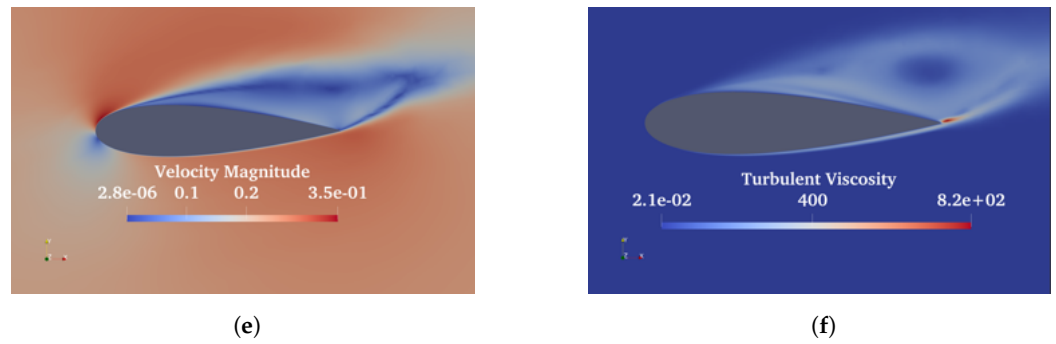 Velocity Magnitude
2.8e-06 0.1 0.2 3.5e-01
(e)
Turbulent Viscosity
2.1e-02 400 8.2e+02
(f)